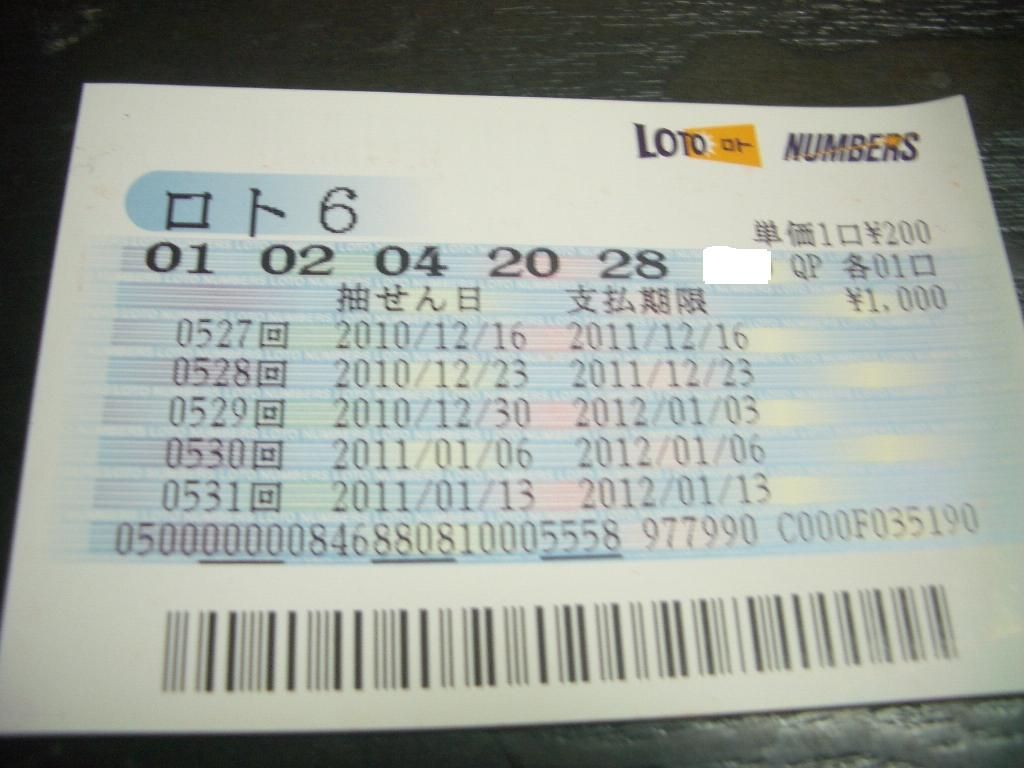 LOTO ロト NUMBERS
ロト6
単価1口¥200
01 02 04 20 28 QP 各01口
抽せん日 支払期限 ¥1,000
0527回 2010/12/16 2011/12/16
0528回 2010/12/23 2011/12/23
0529回 2010/12/30 2012/01/03
0530回 2011/01/06 2012/01/06
0531回 2011/01/13 2012/01/13
0500000000846880810005558 977990 C000F035190